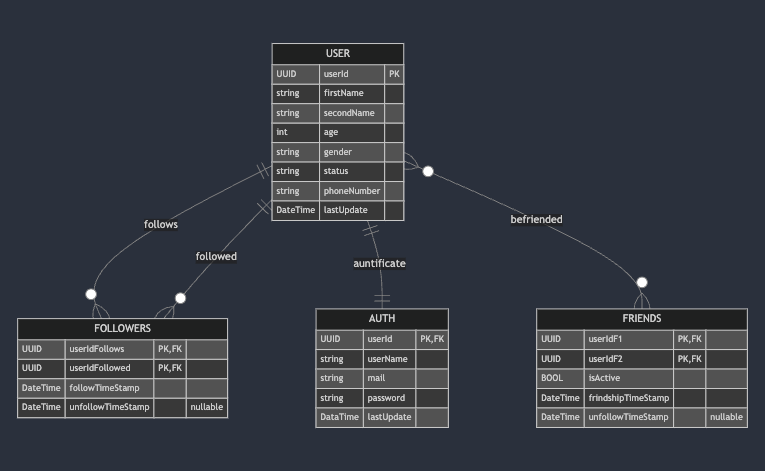 USER
UUID userId PK
string firstName
string secondName
int age
string gender
string status
string phoneNumber
DateTime lastUpdate
follows
followed
auntificate
befriended
FOLLOWERS
UUID userIdFollows PK,FK
UUID userIdFollowed PK,FK
DateTime followTimeStamp
DateTime unfollowTimeStamp nullable
AUTH
UUID userId PK,FK
string userName
string mail
string password
DataTime lastUpdate
FRIENDS
UUID userIdF1 PK,FK
UUID userIdF2 PK,FK
BOOL isActive
DateTime frindshipTimeStamp
DateTime unfollowTimeStamp nullable